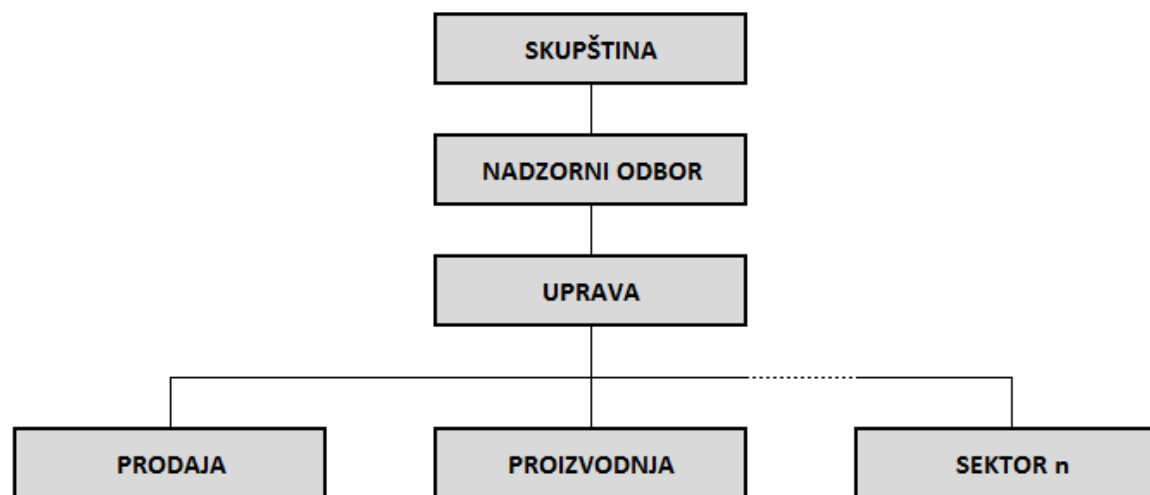 SKUPŠTINA
NADZORNI ODBOR
UPRAVA
PRODAJA
PROIZVODNJA
SEKTOR n